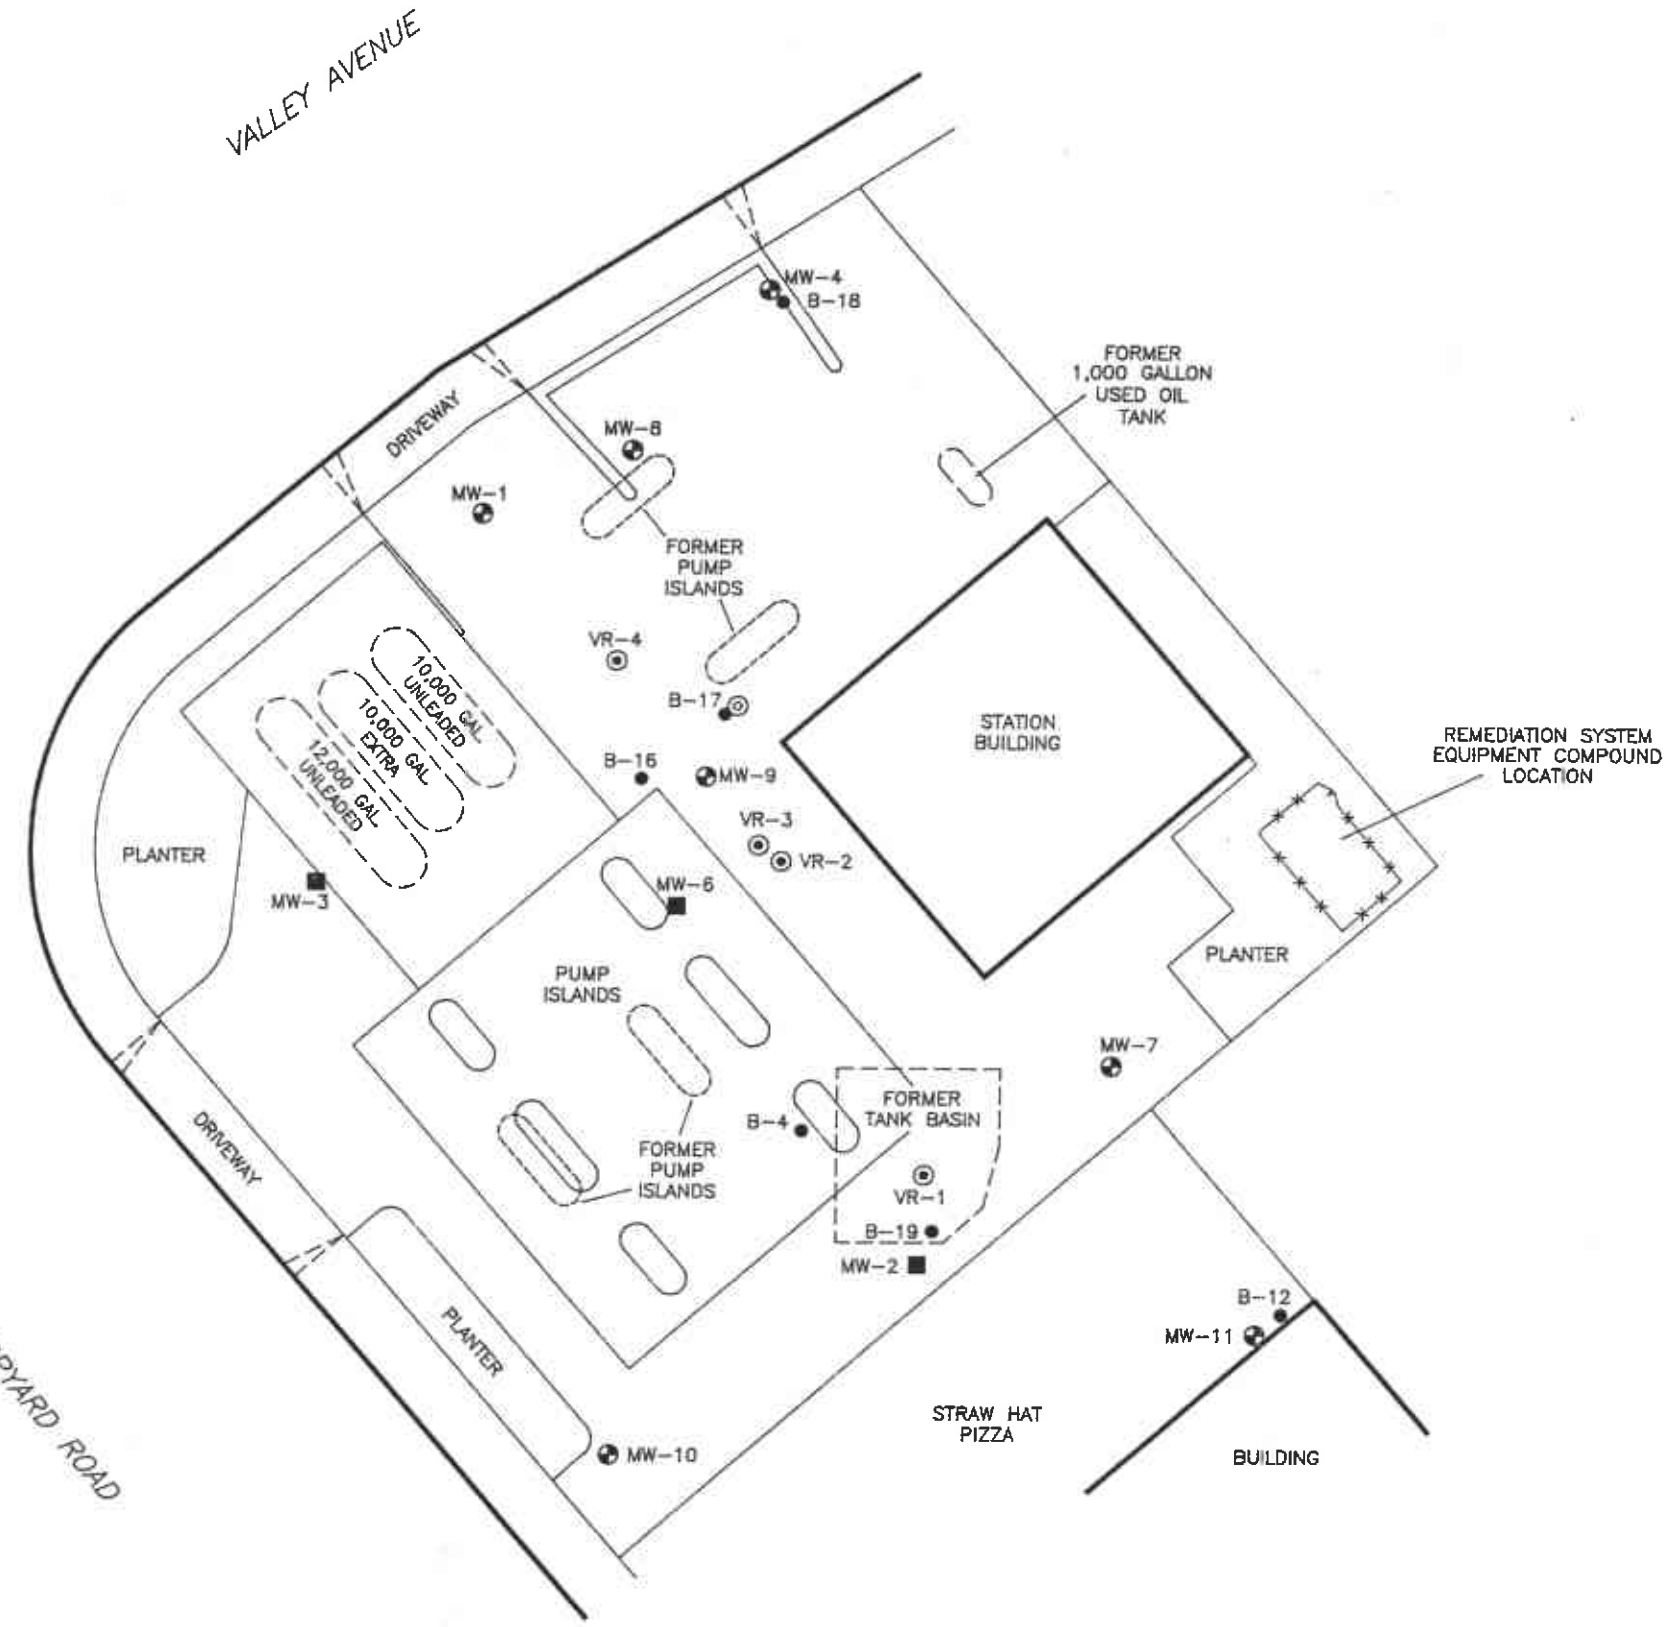 VALLEY AVENUE
MW-4
B-18
FORMER
1,000 GALLON
USED OIL
TANK
DRIVEWAY
MW-8
MW-1
FORMER
PUMP
ISLANDS
VR-4
B-17
10,000 GAL
UNLEADED
10,000 GAL
EXTRA
12,000 GAL
UNLEADED
STATION
BUILDING
REMEDIATION SYSTEM
EQUIPMENT COMPOUND
LOCATION
B-16
MW-9
VR-3
VR-2
PLANTER
MW-3
MW-6
PLANTER
PUMP
ISLANDS
MW-7
FORMER
TANK BASIN
B-4
DRIVEWAY
FORMER
PUMP
ISLANDS
VR-1
B-19
MW-2
PLANTER
B-12
MW-11
STRAW HAT
PIZZA
BUILDING
MW-10
ROAD